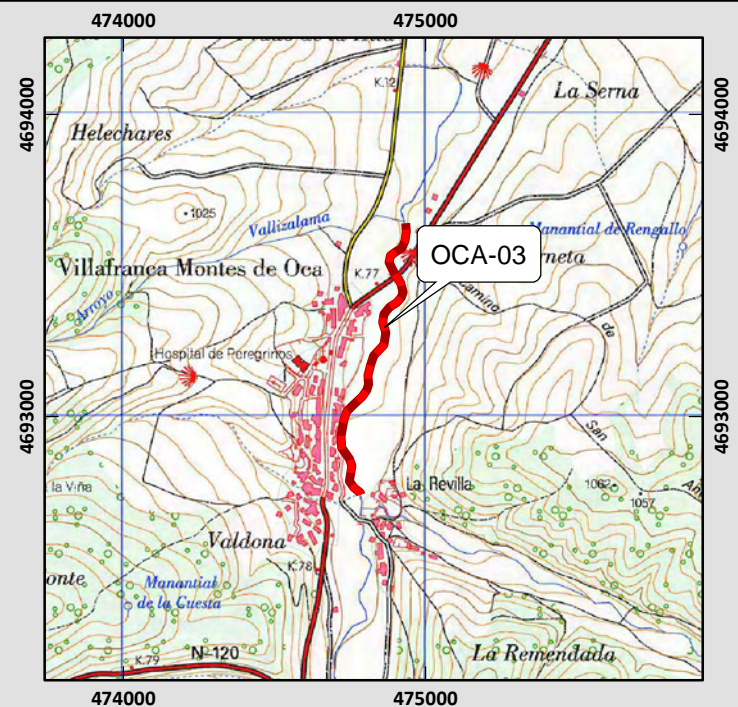 474000 475000
4694000
4694000
K.12
La Serna
Helechares
1025
Vallizalama
Manantial de Rengallo
OCA-03
Villafranca Montes de Oca
K.77
Camino
Arroyo
de
Hospital de Peregrinos
4693000
4693000
San
la Viña
La Revilla
1062
1057
Valdona
K.78
Manantial
de la Cuesta
N-120
K.79
La Remendada
474000 475000